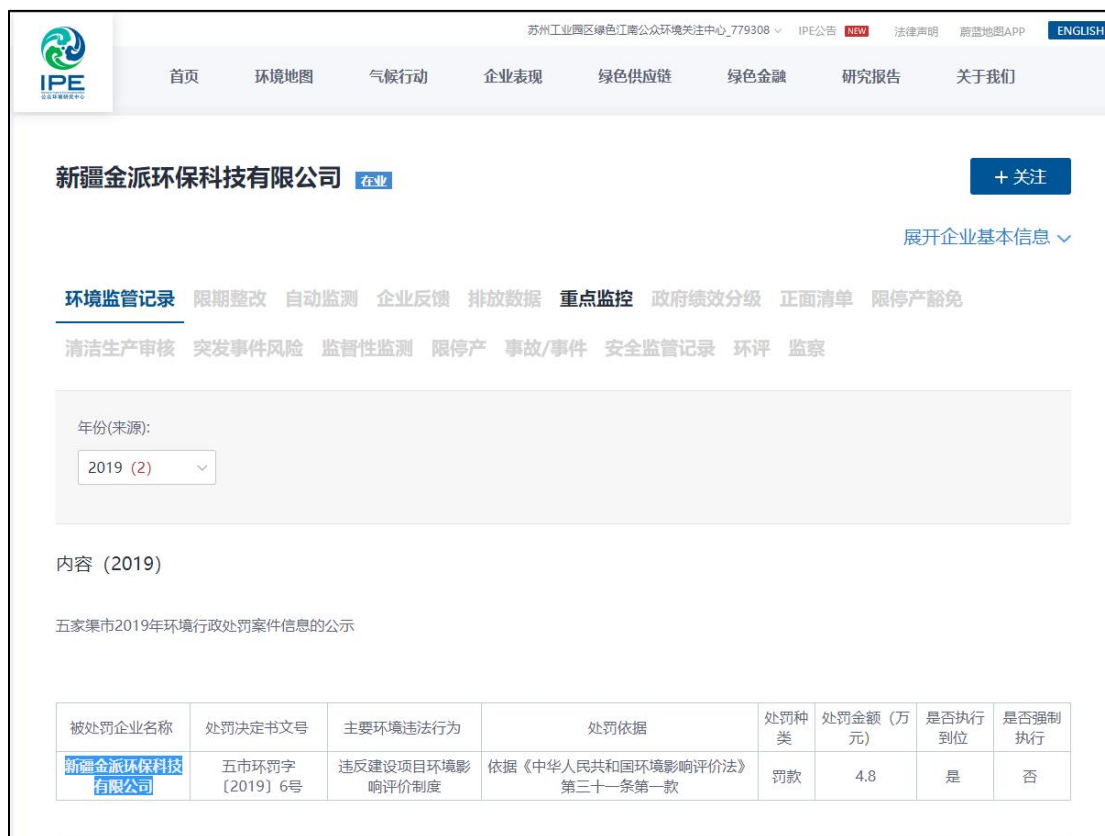 苏州工业园区绿色江南公众环境关注中心_779308 IPE公告 NEW 法律声明 蔚蓝地图APP ENGLISH
IPE
公众环境研究中心
首页 环境地图 气候行动 企业表现 绿色供应链 绿色金融 研究报告 关于我们
新疆金派环保科技有限公司 在业
+ 关注
展开企业基本信息
环境监管记录 限期整改 自动监测 企业反馈 排放数据 重点监控 政府绩效分级 正面清单 限停产豁免
清洁生产审核 突发事件风险 监督性监测 限停产 事故/事件 安全监管记录 环评 监察
年份(来源):
2019 (2)
内容（2019）
五家渠市2019年环境行政处罚案件信息的公示
被处罚企业名称 处罚决定书文号 主要环境违法行为 处罚依据 处罚种类 处罚金额（万元） 是否执行到位 是否强制执行
新疆金派环保科技有限公司 五市环罚字〔2019〕6号 违反建设项目环境影响评价制度 依据《中华人民共和国环境影响评价法》第三十一条第一款 罚款 4.8 是 否